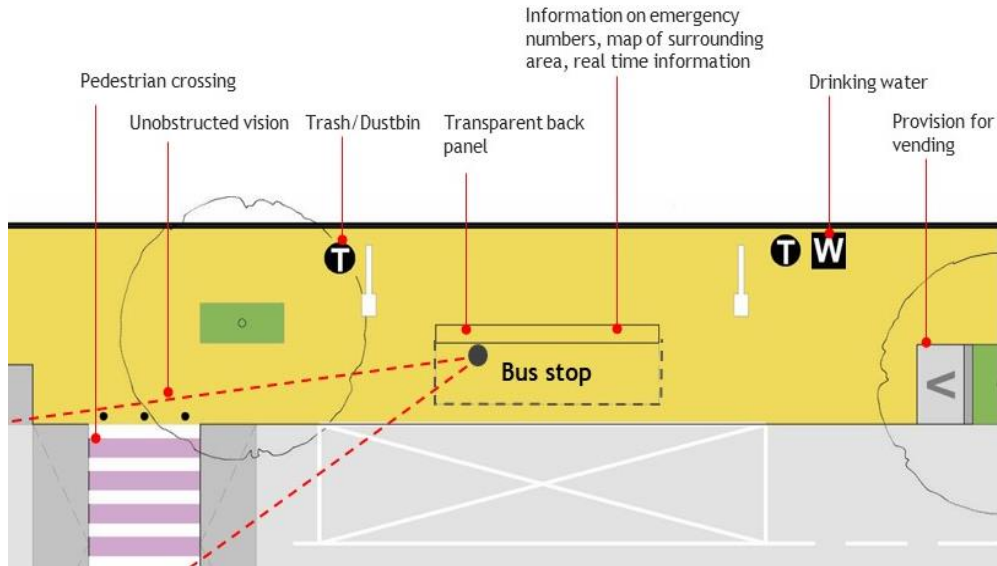 Information on emergency
numbers, map of surrounding
area, real time information
Pedestrian crossing
Drinking water
Unobstructed vision
Trash/Dustbin
Transparent back
panel
Provision for
vending
T
T
W
Bus stop
V